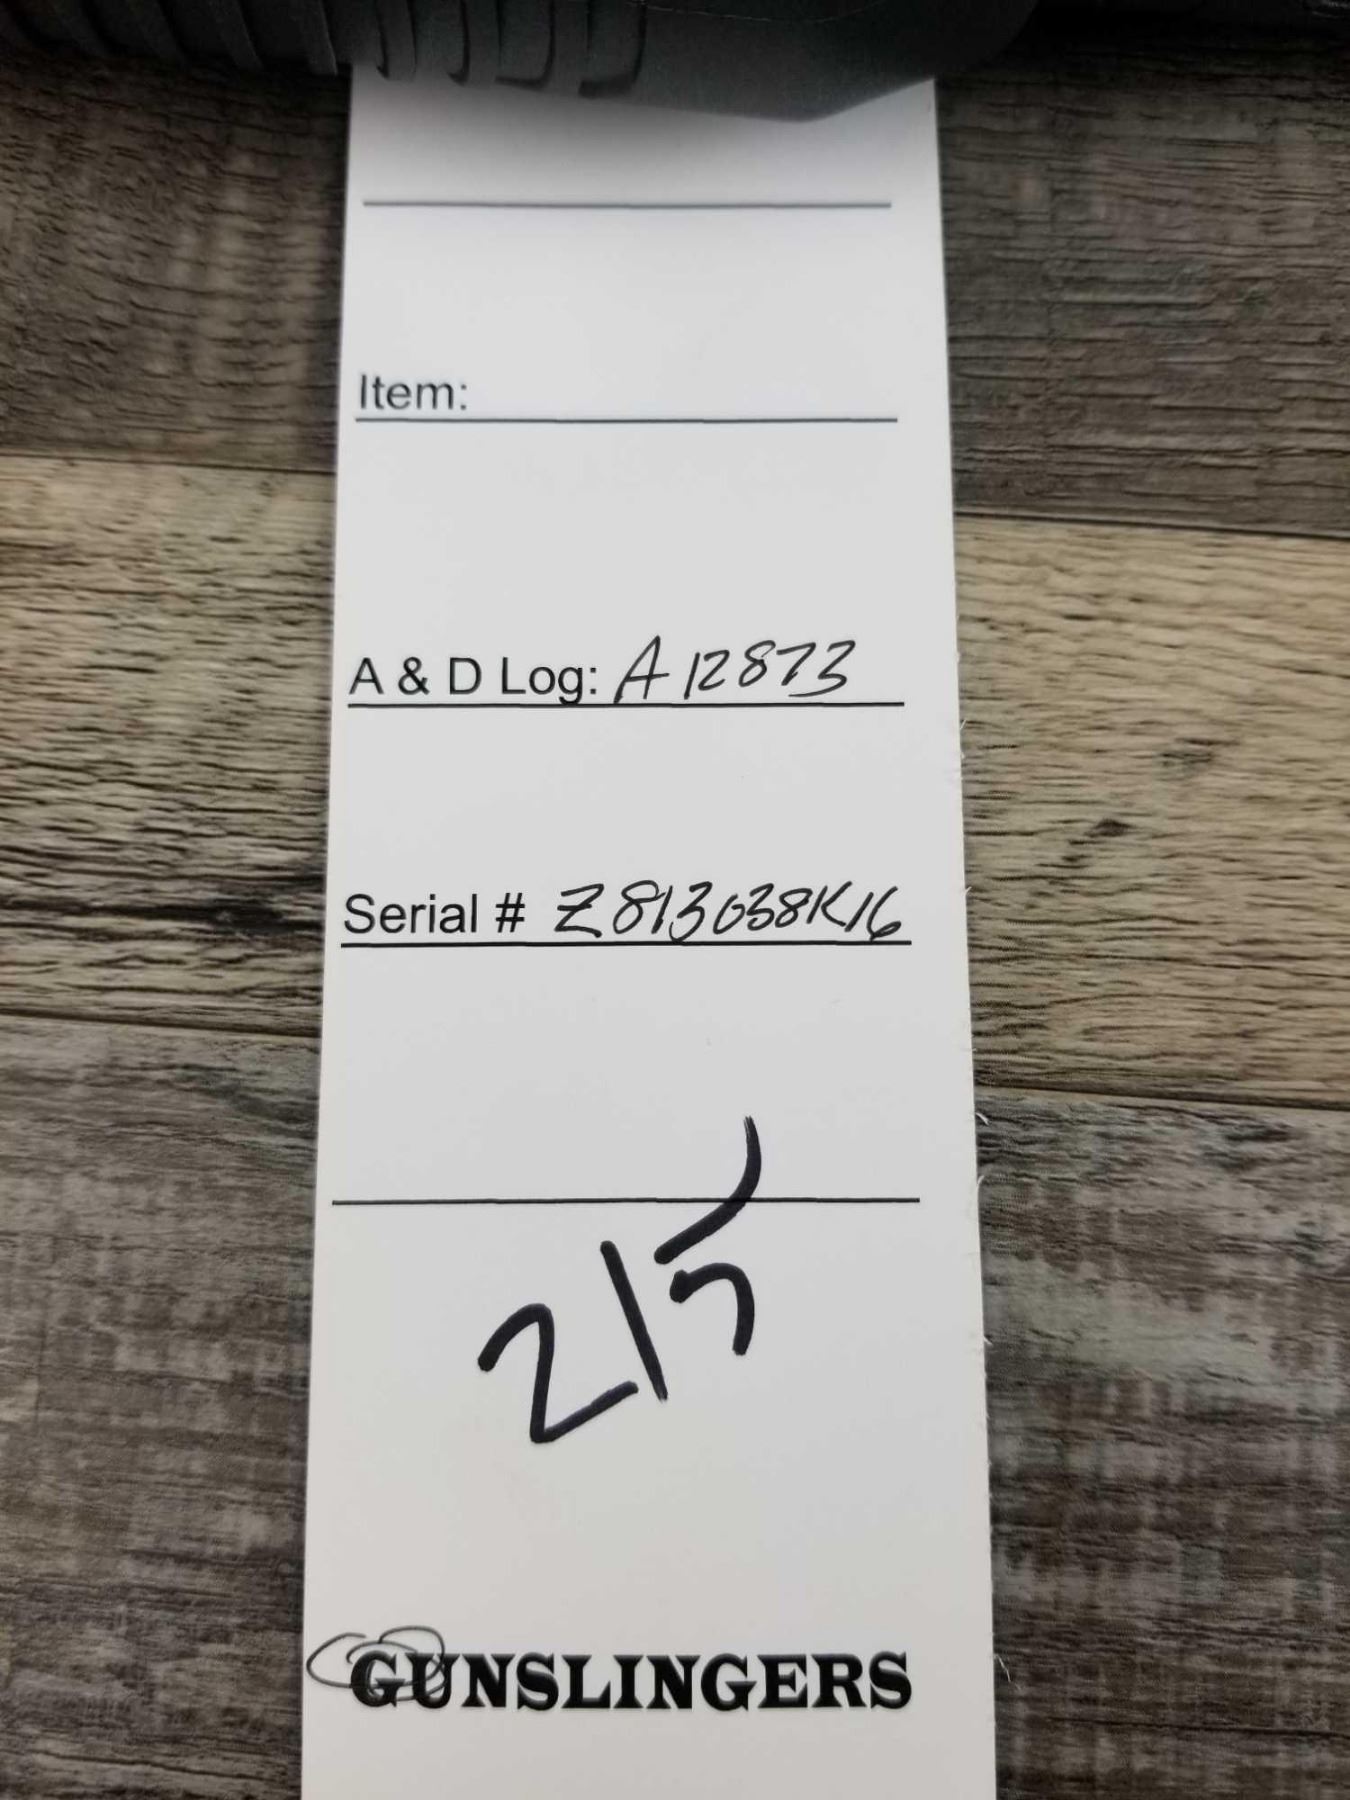 Item:
A & D Log: A12873
Serial # Z813038K16
215
GUNSLINGERS